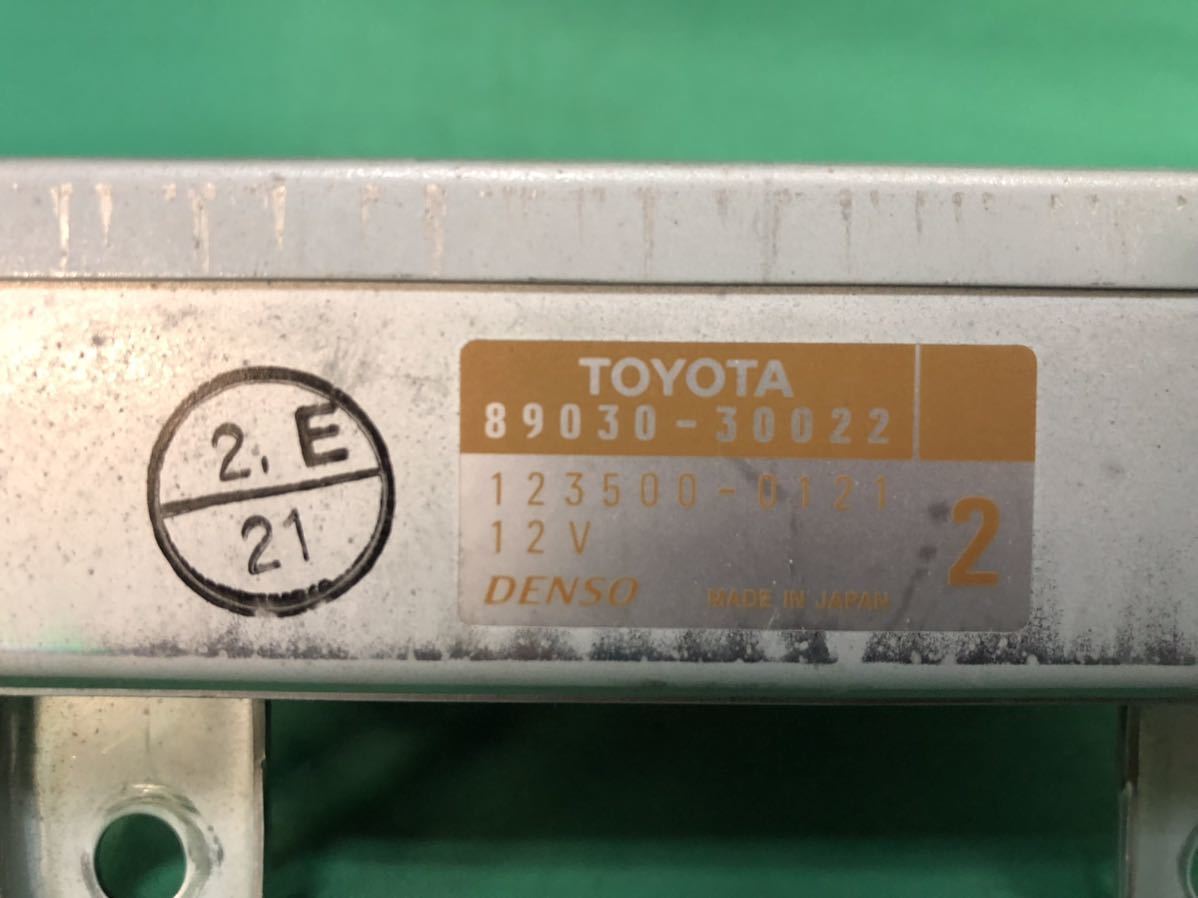 2. E
21
TOYOTA
89030-30022
123500-0121
12V
2
DENSO
MADE IN JAPAN